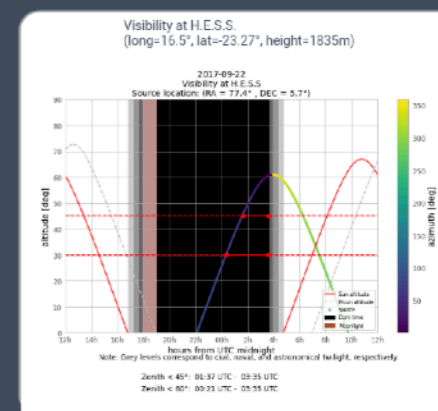 Visibility at H.E.S.S.
(long=16.5°, lat=-23.27°, height=1835m)
2017-09-22
Visibility at H.E.S.S
Source location: (RA = 77.4° , DEC = 5.7°)
90
80
70
60
50
40
30
20
10
0
altitude [deg]
12h 14h 16h 18h 20h 22h 0h 2h 4h 6h 8h 10h 12h
hours from UTC midnight
350
300
250
200
150
100
50
azimuth [deg]
Sun altitude
Moon altitude
Source
Dark time
Moonlight
Note: Grey levels correspond to civil, naval, and astronomical twilight, respectively
Zenith < 45°: 01:37 UTC - 03:35 UTC
Zenith < 60°: 00:21 UTC - 03:35 UTC